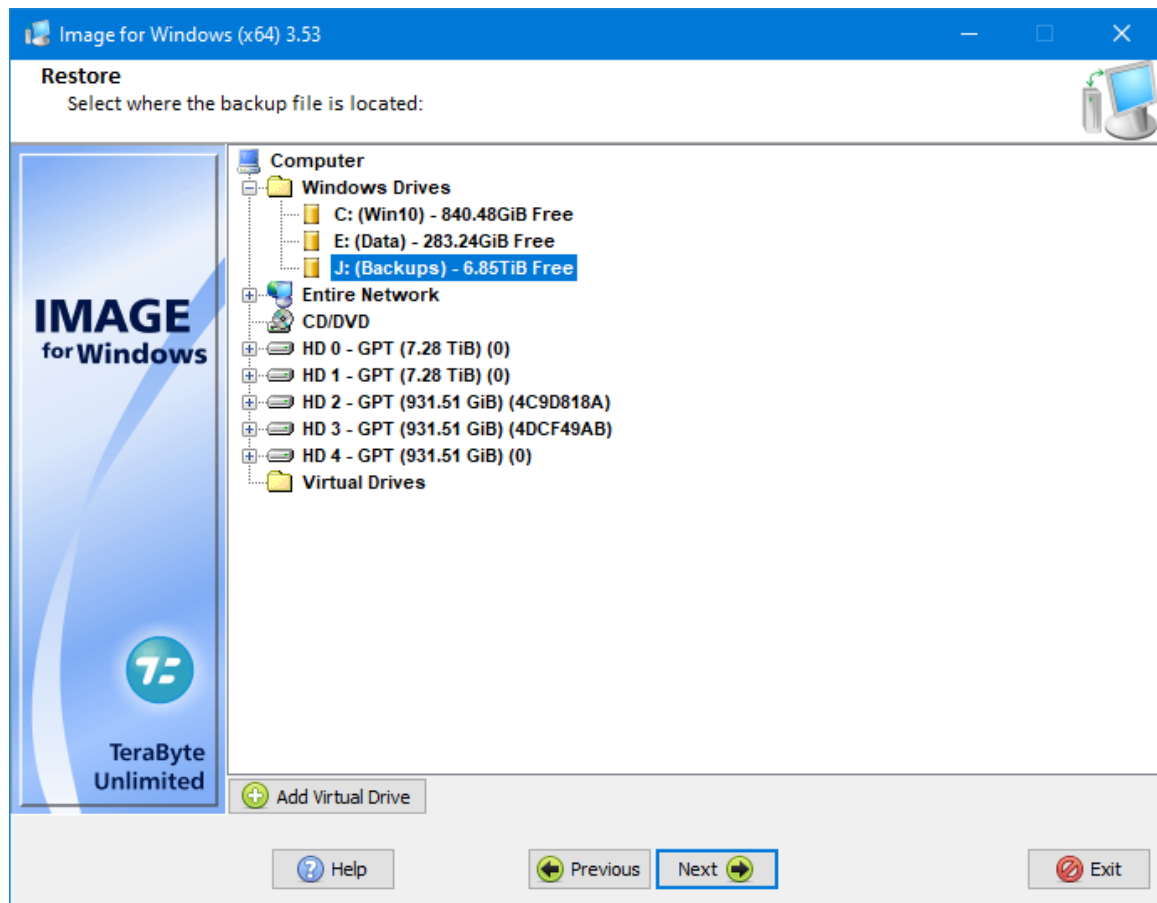 Image for Windows (x64) 3.53
Restore
Select where the backup file is located:
Computer
Windows Drives
C: (Win10) - 840.48GiB Free
E: (Data) - 283.24GiB Free
J: (Backups) - 6.85TiB Free
Entire Network
CD/DVD
HD 0 - GPT (7.28 TiB) (0)
HD 1 - GPT (7.28 TiB) (0)
HD 2 - GPT (931.51 GiB) (4C9D818A)
HD 3 - GPT (931.51 GiB) (4DCF49AB)
HD 4 - GPT (931.51 GiB) (0)
Virtual Drives
IMAGE
for Windows
TeraByte
Unlimited
Add Virtual Drive
Help
Previous
Next
Exit